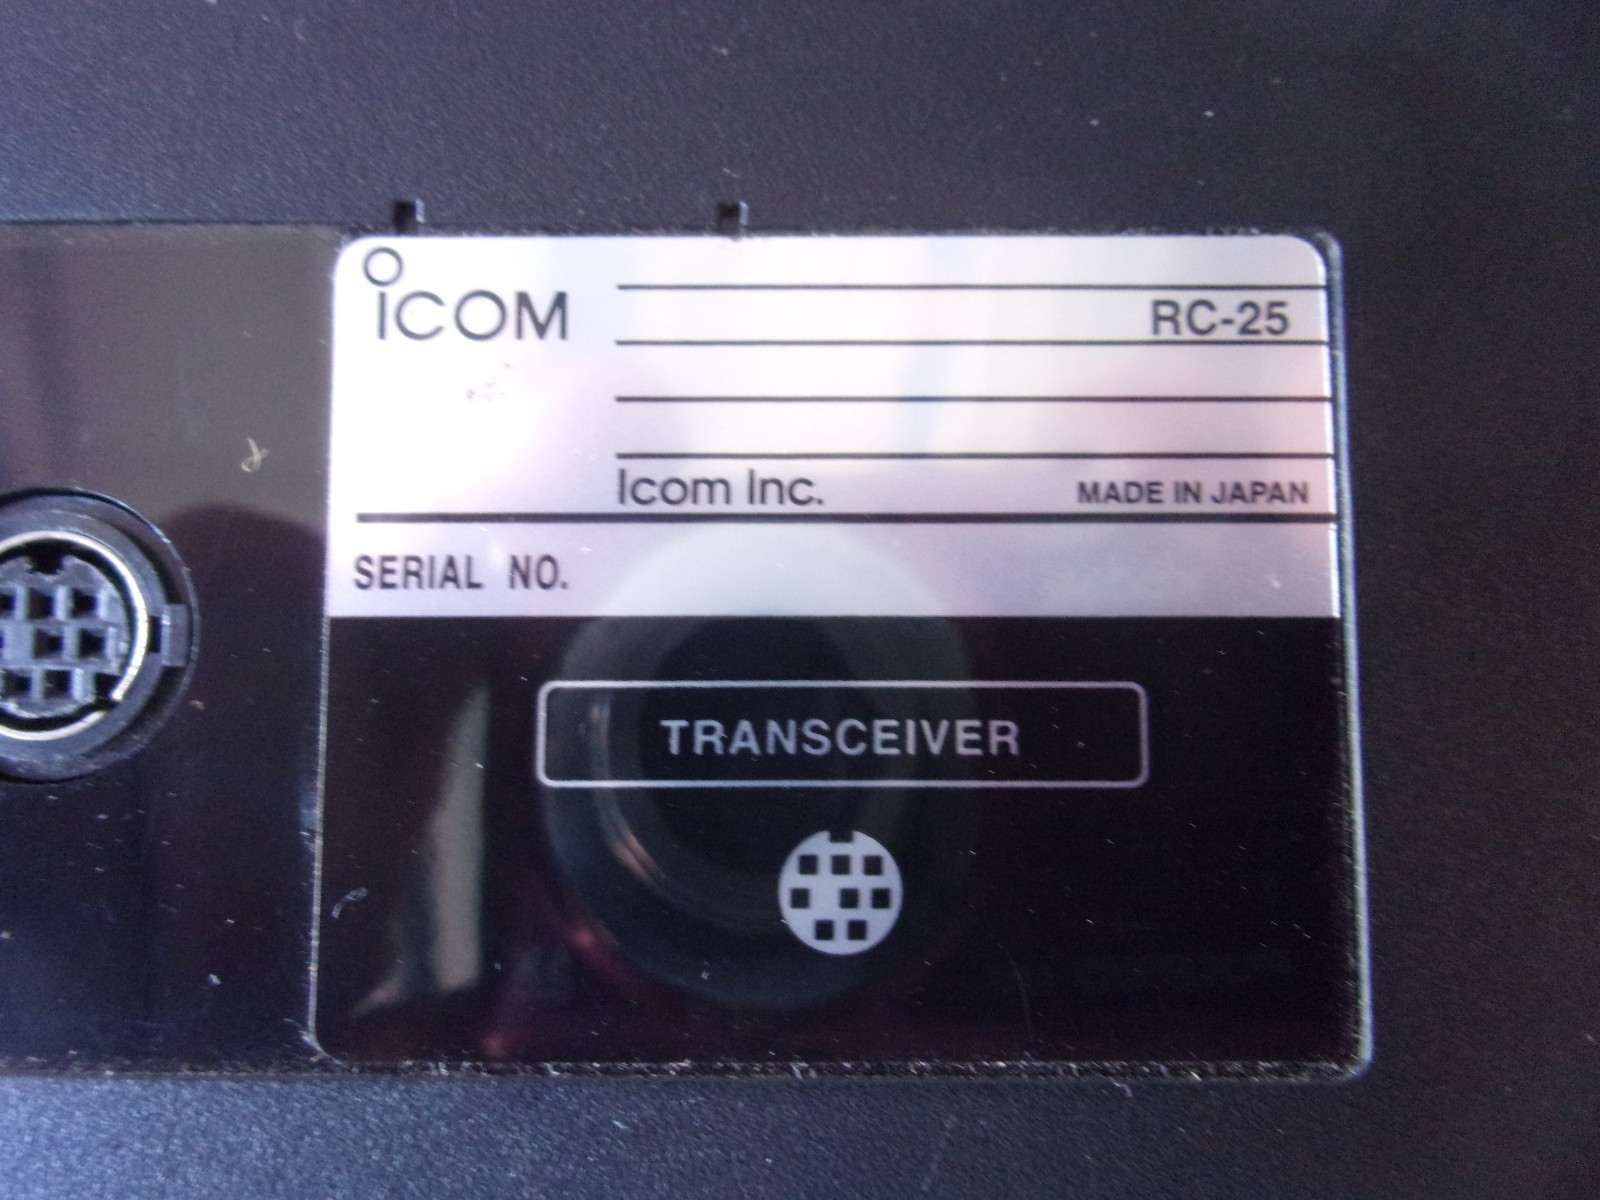 iCOM
RC-25
Icom Inc. MADE IN JAPAN
SERIAL NO.
TRANSCEIVER